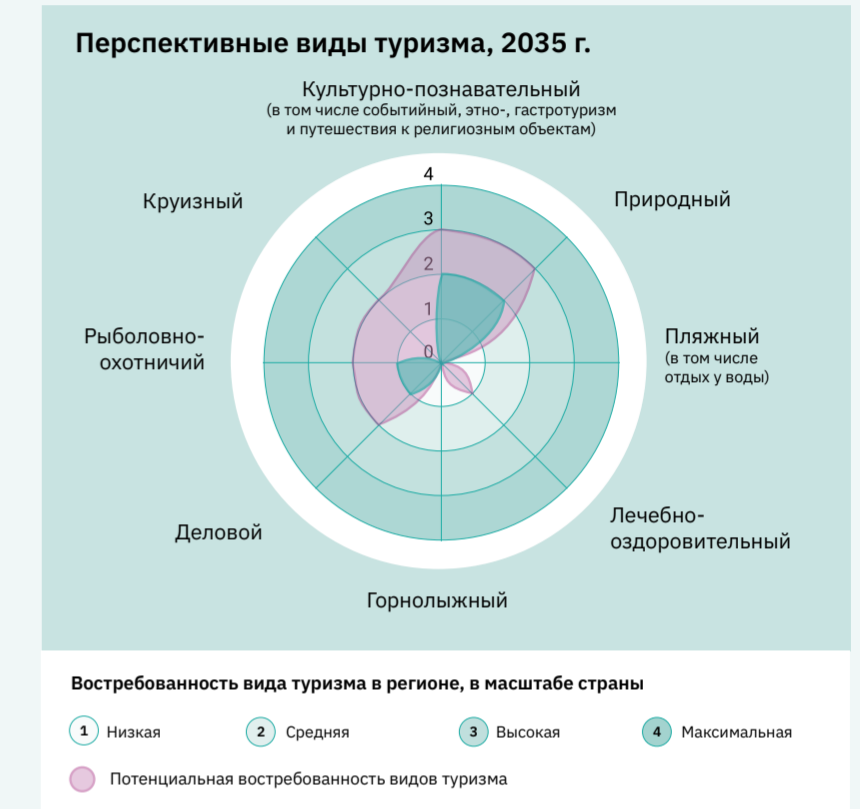 Перспективные виды туризма, 2035 г.
Культурно-познавательный
(в том числе событийный, этно-, гастротуризм
и путешествия к религиозным объектам)
Круизный
Природный
4
3
2
1
0
Рыболовно-
охотничий
Пляжный
(в том числе
отдых у воды)
Деловой
Лечебно-
оздоровительный
Горнолыжный
Востребованность вида туризма в регионе, в масштабе страны
1 Низкая
2 Средняя
3 Высокая
4 Максимальная
Потенциальная востребованность видов туризма